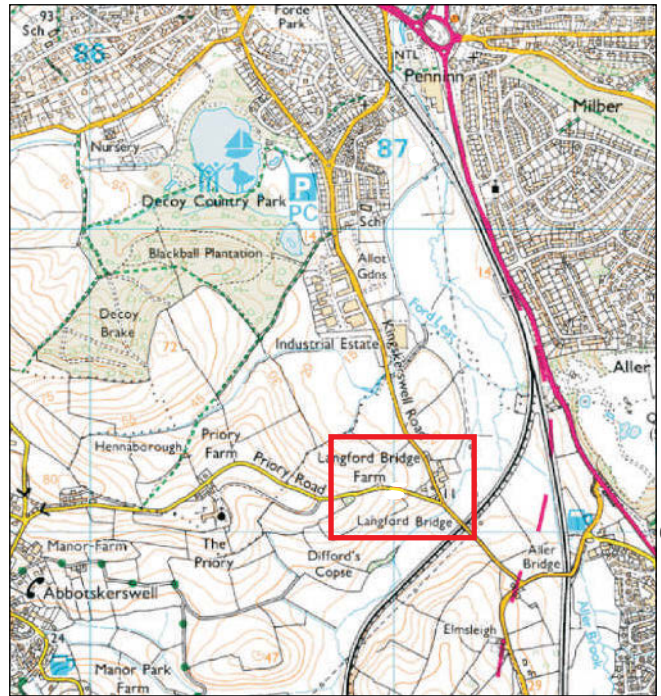 93
Sch
86
Forde
Park
NTL
Penninn
Milber
Nursery
87
Decoy Country Park
P
PC
14
Sch
Blackball Plantation
Allot
Gdns
14
Decoy
Brake
72
Ford Leat
Industrial Estate
Kingskerswell Road
Aller
Hennaborough
Priory
Farm
80
Priory Road
Langford Bridge
Farm
11
Langford Bridge
The
Priory
Manor-Farm
Difford's
Copse
Aller
Bridge
Abbotskerswell
24
Elmsleigh
Aller Brook
47
Manor Park
Farm